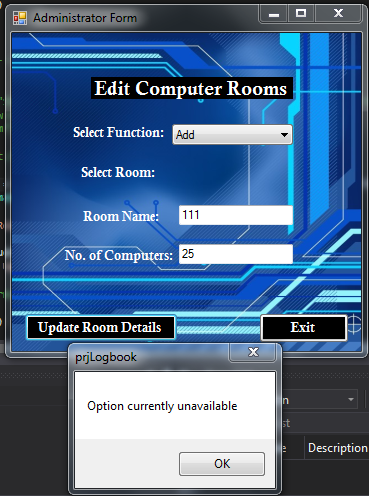 Administrator Form
Edit Computer Rooms
Select Function:
Add
Select Room:
Room Name:
111
No. of Computers:
25
Update Room Details
Exit
prjLogbook
Option currently unavailable
OK
Description